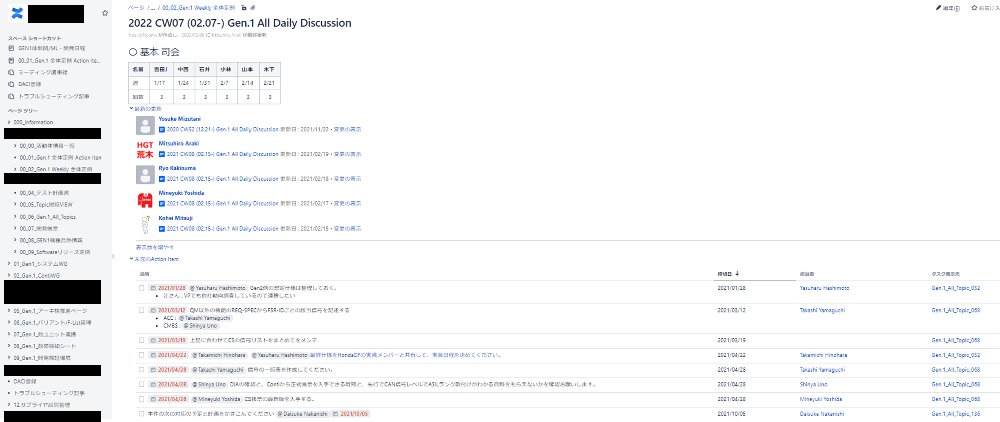 スペース ショートカット
GEN1体制図/ML・開発日程
00_01_Gen.1 全体定例 Action Ite...
ミーティング議事録
DACI登録
トラブルシューティング記事
ページ ツリー
000_information
00_00_活動体情報一覧
00_01_Gen.1 全体定例 Action Item
00_02_Gen.1 Weekly 全体定例
00_04_テスト計画書
00_05_Topic閲覧VIEW
00_06_Gen.1_All_Topics
00_07_開発帳票
00_08_GEN1機種品熟情報
00_09_Softwareリリース定例
01_Gen1_システムWG
02_Gen.1_ContiWG
05_Gen.1_アーキ検推進ページ
06_Gen.1_バリアント/F-List管理
07_Gen.1_他ユニット連携
08_Gen.1_故障検知シート
09_Gen.1_開発検証環境
DACI登録
トラブルシューティング記事
12.サプライヤ品質管理
ページ /... / 00_02_Gen.1 Weekly 全体定例
編集(E) お気に入
2022 CW07 (02.07-) Gen.1 All Daily Discussion
Yuta Uchiyama が作成し、2022/02/08 に Mitsuhiro Araki が最終更新
〇 基本 司会
名前 吉田J 中西 石井 小林 山本 木下
週 1/17 1/24 1/31 2/7 2/14 2/21
回数 3 3 3 3 3 3
最新の更新
Yosuke Mizutani
2020 CW52 (12.21-) Gen.1 All Daily Discussion 更新日 : 2021/11/22 • 変更の表示
HGT
荒木
Mitsuhiro Araki
2021 CW08 (02.15-) Gen.1 All Daily Discussion 更新日 : 2021/02/19 • 変更の表示
Ryo Kakinuma
2021 CW08 (02.15-) Gen.1 All Daily Discussion 更新日 : 2021/02/18 • 変更の表示
Mineyuki Yoshida
2021 CW08 (02.15-) Gen.1 All Daily Discussion 更新日 : 2021/02/17 • 変更の表示
Kohei Mitsuji
2021 CW08 (02.15-) Gen.1 All Daily Discussion 更新日 : 2021/02/15 • 変更の表示
表示数を増やす
未完のAction Item
説明 締切日 担当者 タスク表示先
2021/01/28 @Yasuharu Hashimoto Gen2側の想定仕様は整理しておく。 2021/01/28 Yasuharu Hashimoto Gen.1_All_Topic_052
• 辻さん : VPでも他社動向調査しているので連携したい
2021/03/12 QM以外の機能のREQ-SPECからFSR-IDごとの該当信号を記述する 2021/03/12 Takashi Yamaguchi Gen.1_All_Topic_068
• ACC : @Takashi Yamaguchi
• CMBS : @Shinya Uno
2021/03/19 上記に合わせてCSの信号リストをまとめてをメンテ 2021/03/19 Gen.1_All_Topic_068
2021/04/22 @Takamichi Hinohara @Yasuharu Hashimoto 最終仕様をHondaDFの実装メンバーと共有して、実装日程を決めてください。 2021/04/22 Takamichi Hinohara Gen.1_All_Topic_052
2021/04/28 @Takashi Yamaguchi 信号の一覧表を作成してください。 2021/04/28 Takashi Yamaguchi Gen.1_All_Topic_068
2021/04/28 @Shinya Uno DIAの確認と、Contiから正式帳票を入手できる時期と、先行でCAN信号レベルでASILランク割付けがわかる資料をもらえないかを確認お願いします。 2021/04/28 Shinya Uno Gen.1_All_Topic_068
2021/04/28 @Mineyuki Yoshida CS帳票の最新版を入手する。 2021/04/28 Mineyuki Yoshida Gen.1_All_Topic_068
本件の次の対応の予定と計画をかきこんでください @Daisuke Nakanishi 2021/10/05 2021/10/05 Daisuke Nakanishi Gen.1_All_Topic_136